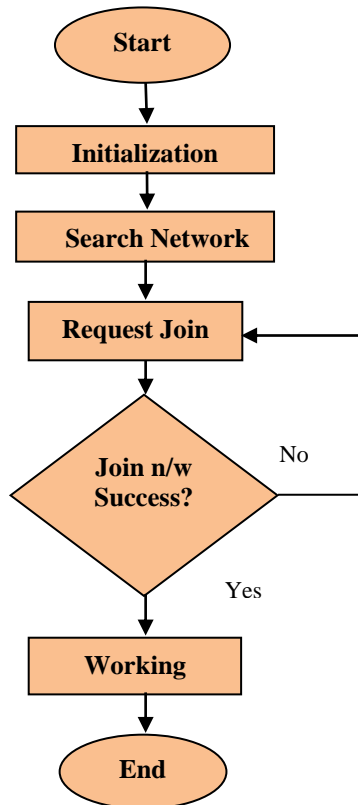 Start
Initialization
Search Network
Request Join
Join n/w
Success?
No
Yes
Working
End